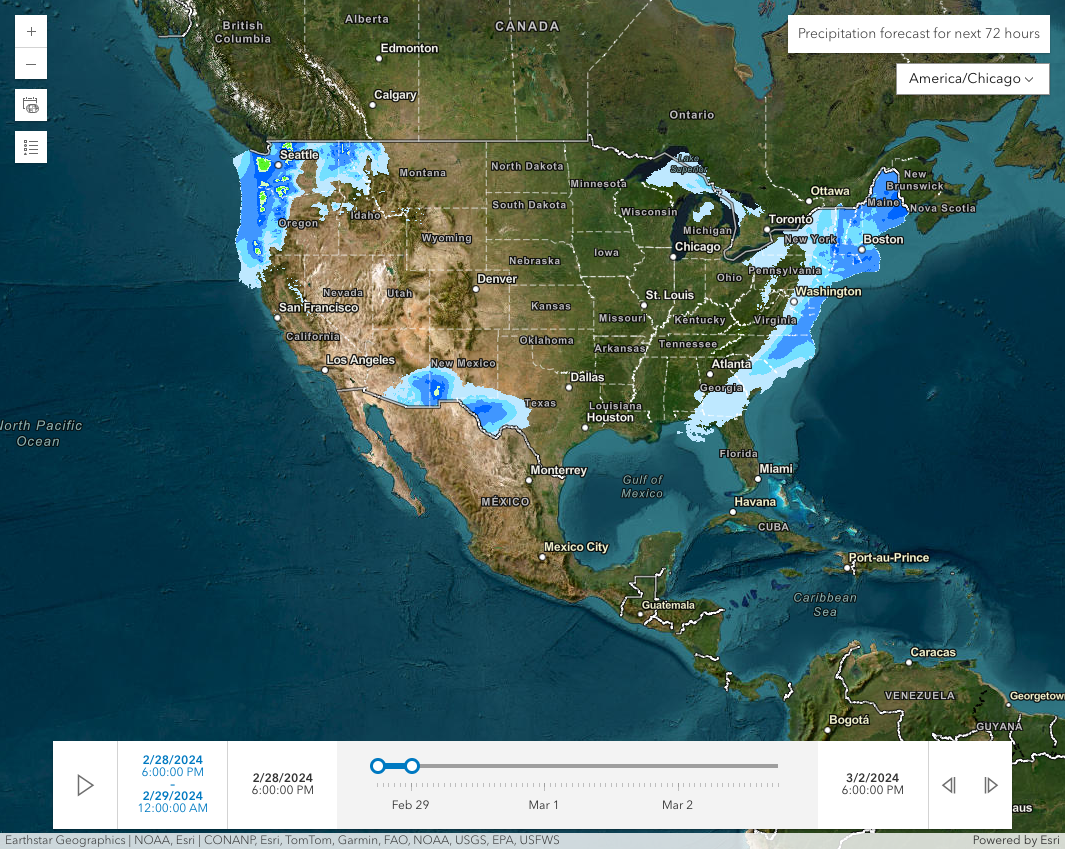 Precipitation forecast for next 72 hours
America/Chicago
British
Columbia
Alberta
CANADA
Edmonton
Calgary
Ontario
Seattle
Montana
North Dakota
Minnesota
Lake
Superior
Ottawa
New
Brunswick
Maine
Nova Scotia
South Dakota
Wisconsin
Oregon
Idaho
Toronto
Michigan
New York
Boston
Wyoming
Chicago
Iowa
Nebraska
Pennsylvania
Ohio
Denver
Nevada
Utah
St. Louis
Washington
San Francisco
Kansas
Missouri
Kentucky
Virginia
California
Oklahoma
Arkansas
Tennessee
Los Angeles
New Mexico
Atlanta
Dallas
Georgia
Texas
Louisiana
Houston
North Pacific
Ocean
Florida
Monterrey
Miami
Gulf of
Mexico
MÉXICO
Havana
CUBA
Mexico City
Port-au-Prince
Caribbean
Sea
Guatemala
Caracas
VENEZUELA
Georgetown
Bogotá
GUYANA
2/28/2024
6:00:00 PM
-
2/29/2024
12:00:00 AM
2/28/2024
6:00:00 PM
Feb 29
Mar 1
Mar 2
3/2/2024
6:00:00 PM
aus
Earthstar Geographics | NOAA, Esri | CONANP, Esri, TomTom, Garmin, FAO, NOAA, USGS, EPA, USFWS
Powered by Esri